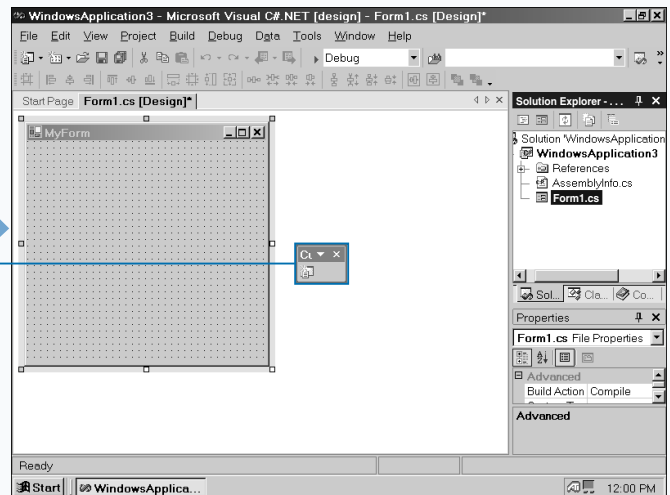 WindowsApplication3 - Microsoft Visual C#.NET [design] - Form1.cs [Design]*
File Edit View Project Build Debug Data Tools Window Help
Debug
Start Page Form1.cs [Design]*
Solution Explorer - ...
MyForm
Solution 'WindowsApplication
WindowsApplication3
References
AssemblyInfo.cs
Form1.cs
Sol... Cla... Co...
Properties
Form1.cs File Properties
Advanced
Build Action Compile
Advanced
Ready
Start WindowsApplica... 12:00 PM